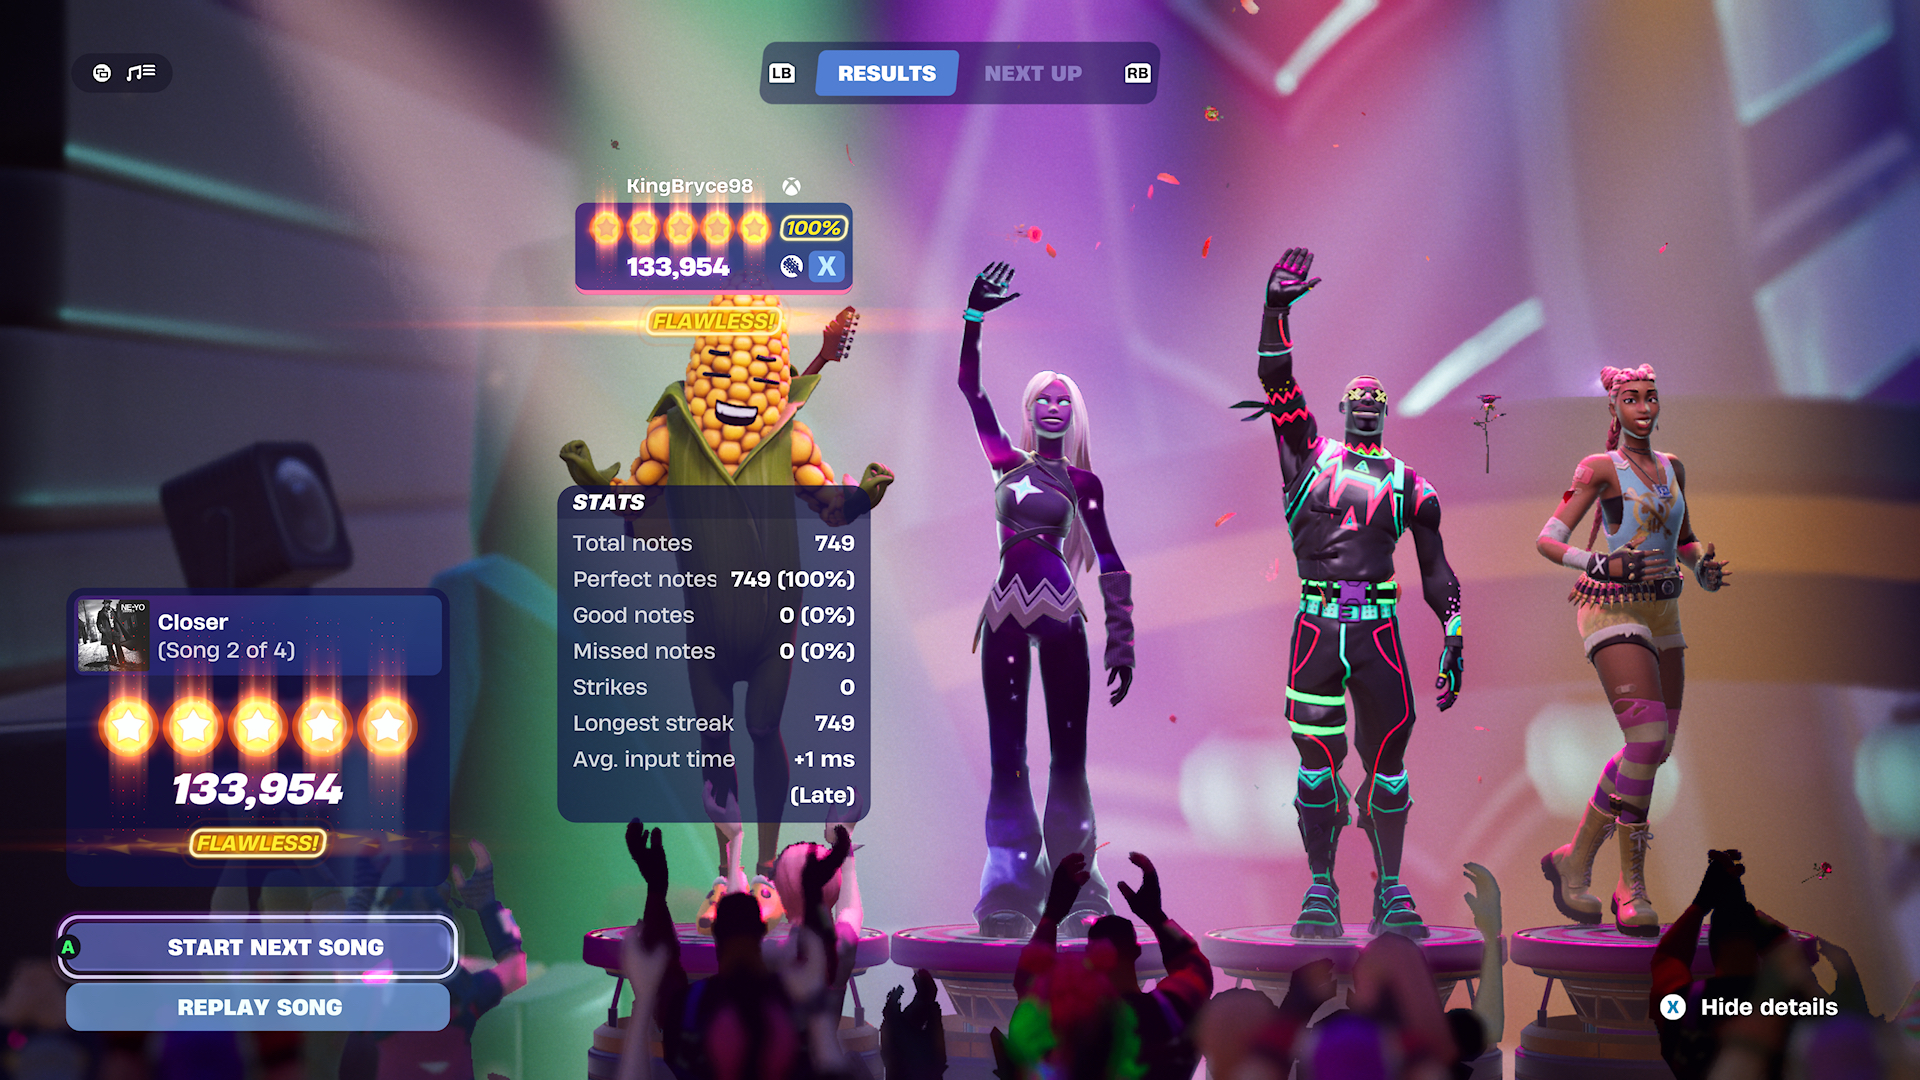 LB
RESULTS
NEXT UP
RB
KingBryce98
100%
133,954
X
FLAWLESS!
STATS
Total notes 749
Perfect notes 749 (100%)
Good notes 0 (0%)
Missed notes 0 (0%)
Strikes 0
Longest streak 749
Avg. input time +1 ms
(Late)
NE-YO
Closer
(Song 2 of 4)
133,954
FLAWLESS!
A START NEXT SONG
REPLAY SONG
X Hide details